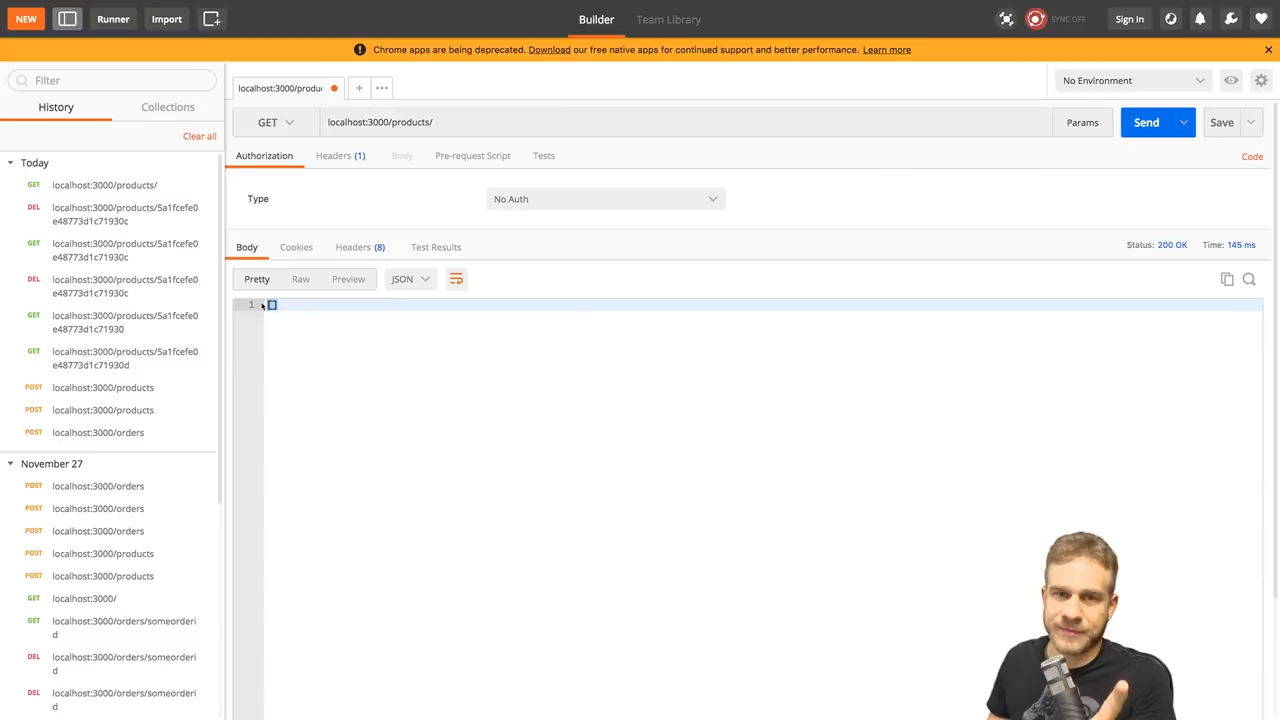 NEW
Runner
Import
Builder
Team Library
SYNC OFF
Sign In
Chrome apps are being deprecated. Download our free native apps for continued support and better performance. Learn more
Filter
History
Collections
Clear all
Today
GET localhost:3000/products/
DEL localhost:3000/products/5a1fcefe0
e48773d1c71930c
GET localhost:3000/products/5a1fcefe0
e48773d1c71930c
DEL localhost:3000/products/5a1fcefe0
e48773d1c71930c
GET localhost:3000/products/5a1fcefe0
e48773d1c71930
GET localhost:3000/products/5a1fcefe0
e48773d1c71930d
POST localhost:3000/products
POST localhost:3000/products
POST localhost:3000/orders
November 27
POST localhost:3000/orders
POST localhost:3000/orders
POST localhost:3000/orders
POST localhost:3000/products
POST localhost:3000/products
GET localhost:3000/
GET localhost:3000/orders/someorderi
d
DEL localhost:3000/orders/someorderi
d
DEL localhost:3000/orders/someorderi
d
localhost:3000/produ
No Environment
GET
localhost:3000/products/
Params
Send
Save
Authorization
Headers (1)
Body
Pre-request Script
Tests
Code
Type
No Auth
Body
Cookies
Headers (8)
Test Results
Status: 200 OK
Time: 145 ms
Pretty
Raw
Preview
JSON
1 []